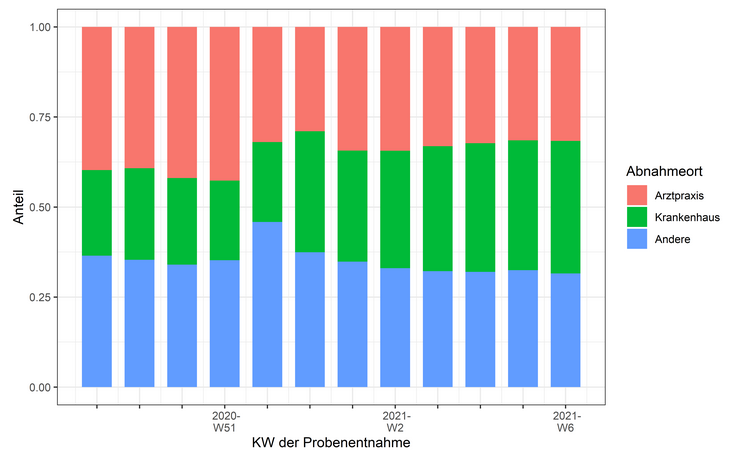 1.00
0.75
0.50
0.25
0.00
Anteil
2020-
W51
2021-
W2
2021-
W6
KW der Probenentnahme
Abnahmeort
Arztpraxis
Krankenhaus
Andere